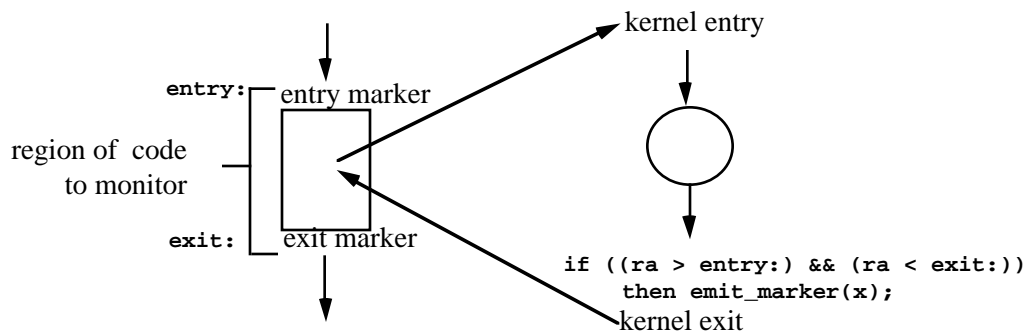 kernel entry
entry: entry marker
region of code
to monitor
exit: exit marker
if ((ra > entry:) && (ra < exit:))
then emit_marker(x);
kernel exit